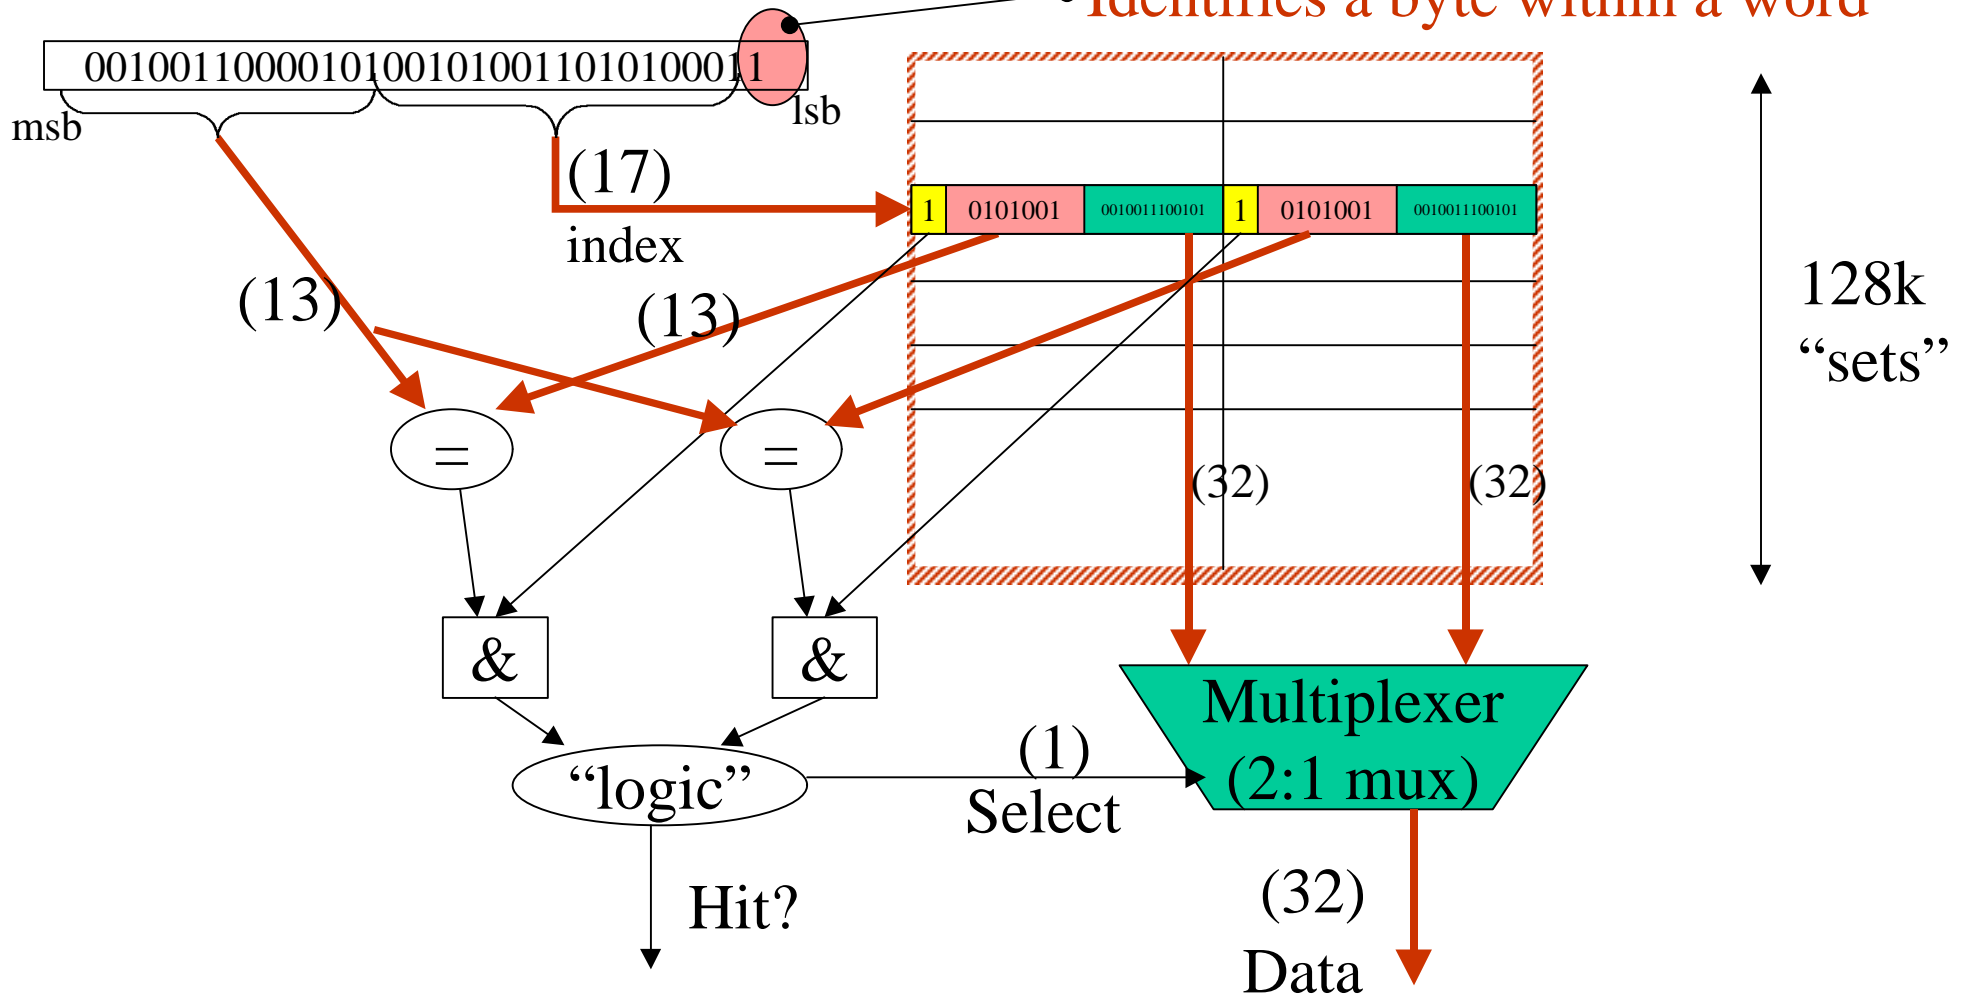 Identifies a byte within a word
00100110000101001010011010100011
msb
lsb
(17)
index
1 0101001 0010011100101 1 0101001 0010011100101
(13)
(13)
128k
“sets”
= =
(32) (32)
& &
Multiplexer
(2:1 mux)
“logic”
(1)
Select
Hit?
(32)
Data